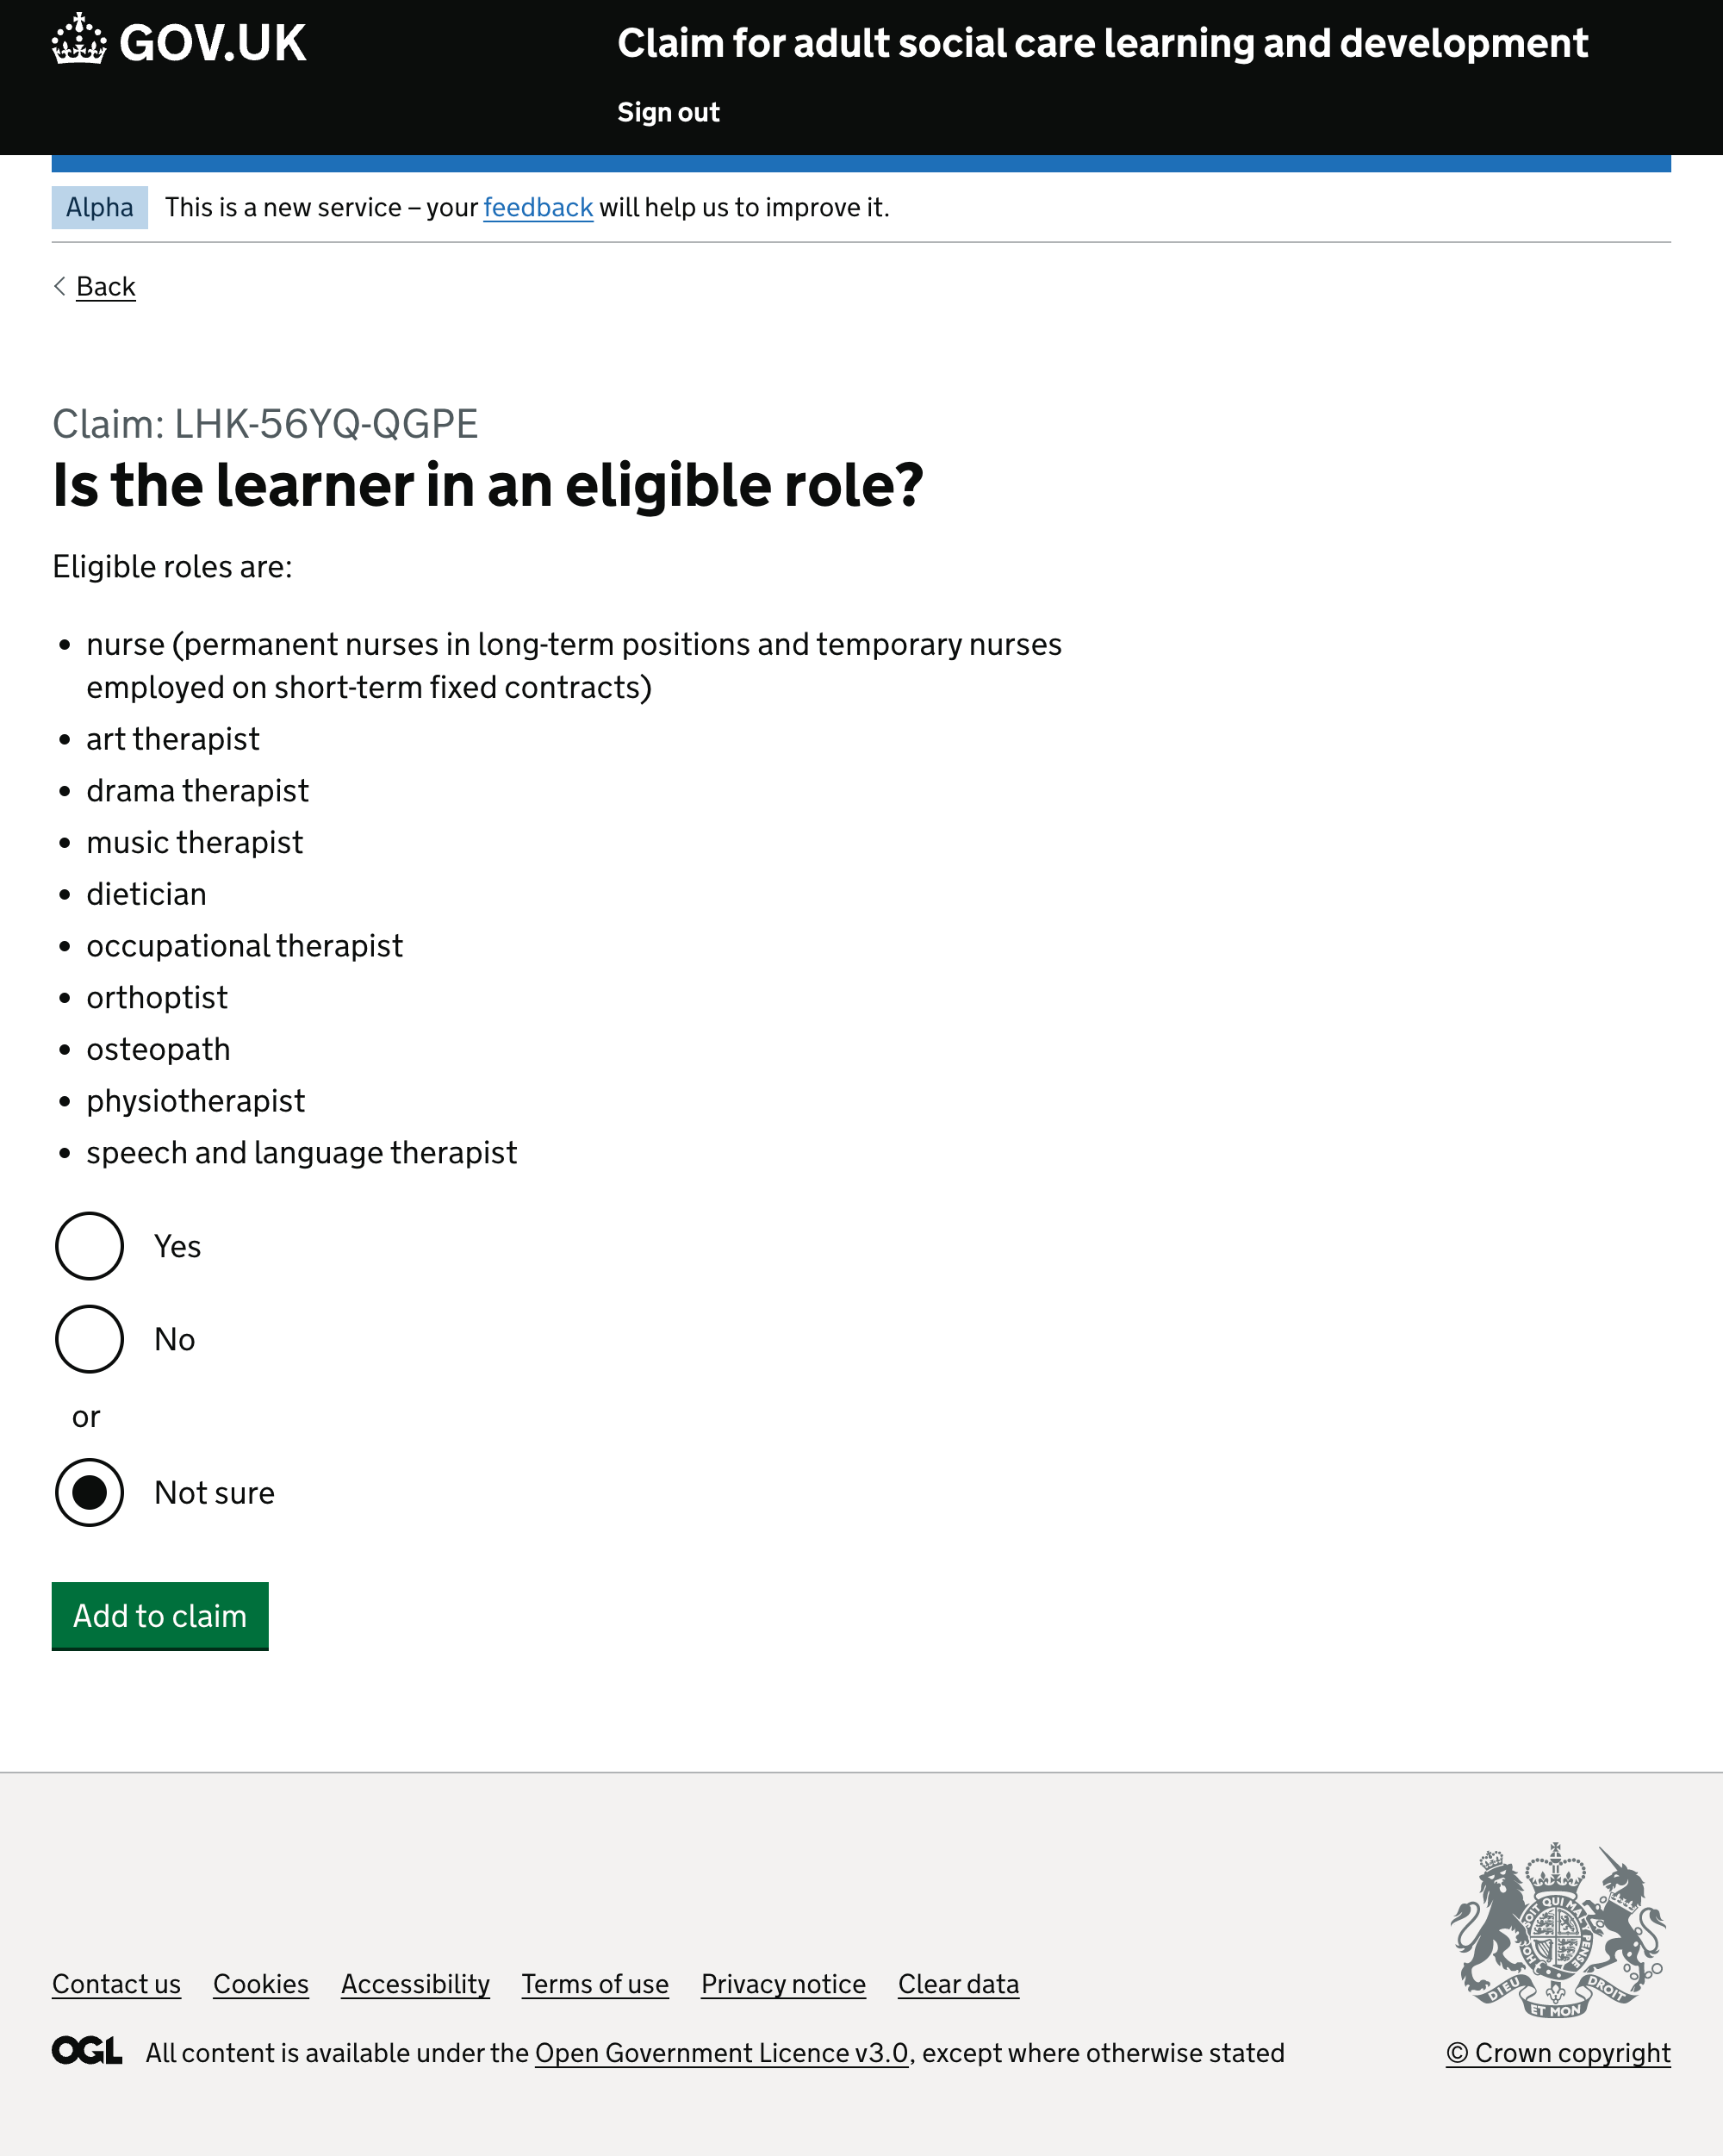 GOV.UK
Claim for adult social care learning and development
Sign out
Alpha
This is a new service – your feedback will help us to improve it.
Back
Claim: LHK-56YQ-QGPE
Is the learner in an eligible role?
Eligible roles are:
• nurse (permanent nurses in long-term positions and temporary nurses
employed on short-term fixed contracts)
• art therapist
• drama therapist
• music therapist
• dietician
• occupational therapist
• orthoptist
• osteopath
• physiotherapist
• speech and language therapist
Yes
No
or
Not sure
Add to claim
Contact us Cookies Accessibility Terms of use Privacy notice Clear data
OGL All content is available under the Open Government Licence v3.0, except where otherwise stated
DIEU ET MON DROIT
© Crown copyright